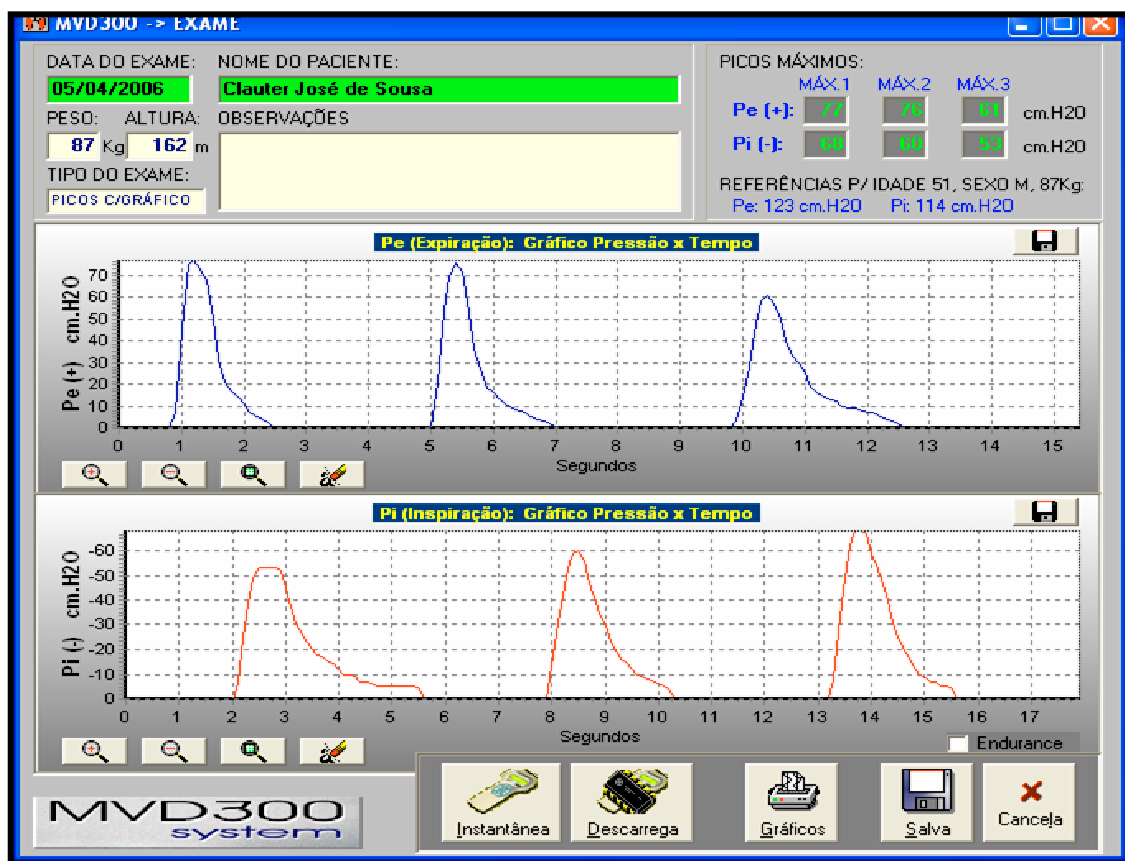 MVD300 -> EXAME
DATA DO EXAME: NOME DO PACIENTE:
05/04/2006 Clauter José de Sousa
PESO: ALTURA: OBSERVAÇÕES
87 Kg 162 m
TIPO DO EXAME:
PICOS C/GRÁFICO
PICOS MÁXIMOS:
MÁX.1 MÁX.2 MÁX.3
Pe (+): 77 76 61 cm.H2O
Pi (-): 68 60 53 cm.H2O
REFERÊNCIAS P/ IDADE 51, SEXO M, 87Kg:
Pe: 123 cm.H2O Pi: 114 cm.H2O
Pe (Expiração): Gráfico Pressão x Tempo
Pe (+) cm.H2O
70
60
50
40
30
20
10
0
0 1 2 3 4 5 6 7 8 9 10 11 12 13 14 15
Segundos
Pi (Inspiração): Gráfico Pressão x Tempo
Pi (-) cm.H2O
-60
-50
-40
-30
-20
-10
0
0 1 2 3 4 5 6 7 8 9 10 11 12 13 14 15 16 17
Segundos
Endurance
MVD300
system
Instantânea Descarrega Gráficos Salva Cancela